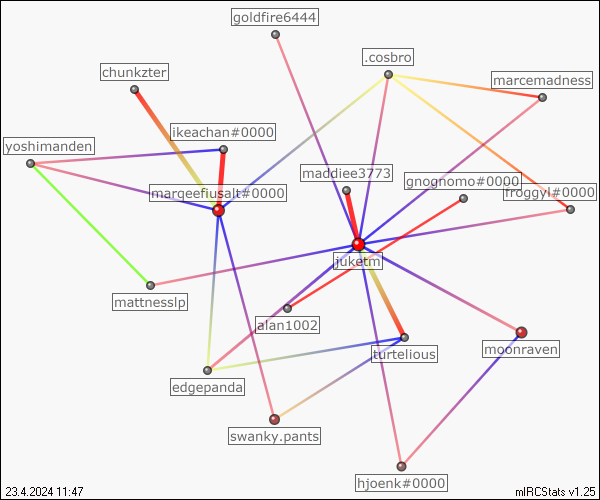 goldfire6444
.cosbro
chunkzter
marcemadness
ikeachan#0000
yoshimanden
maddiee3773
gnognomo#0000
margeefiusalt#0000
froggyl#0000
juketm
mattnesslp
alan1002
turtelious
moonraven
edgepanda
swanky.pants
hjoenk#0000
23.4.2024 11:47
mIRCStats v1.25